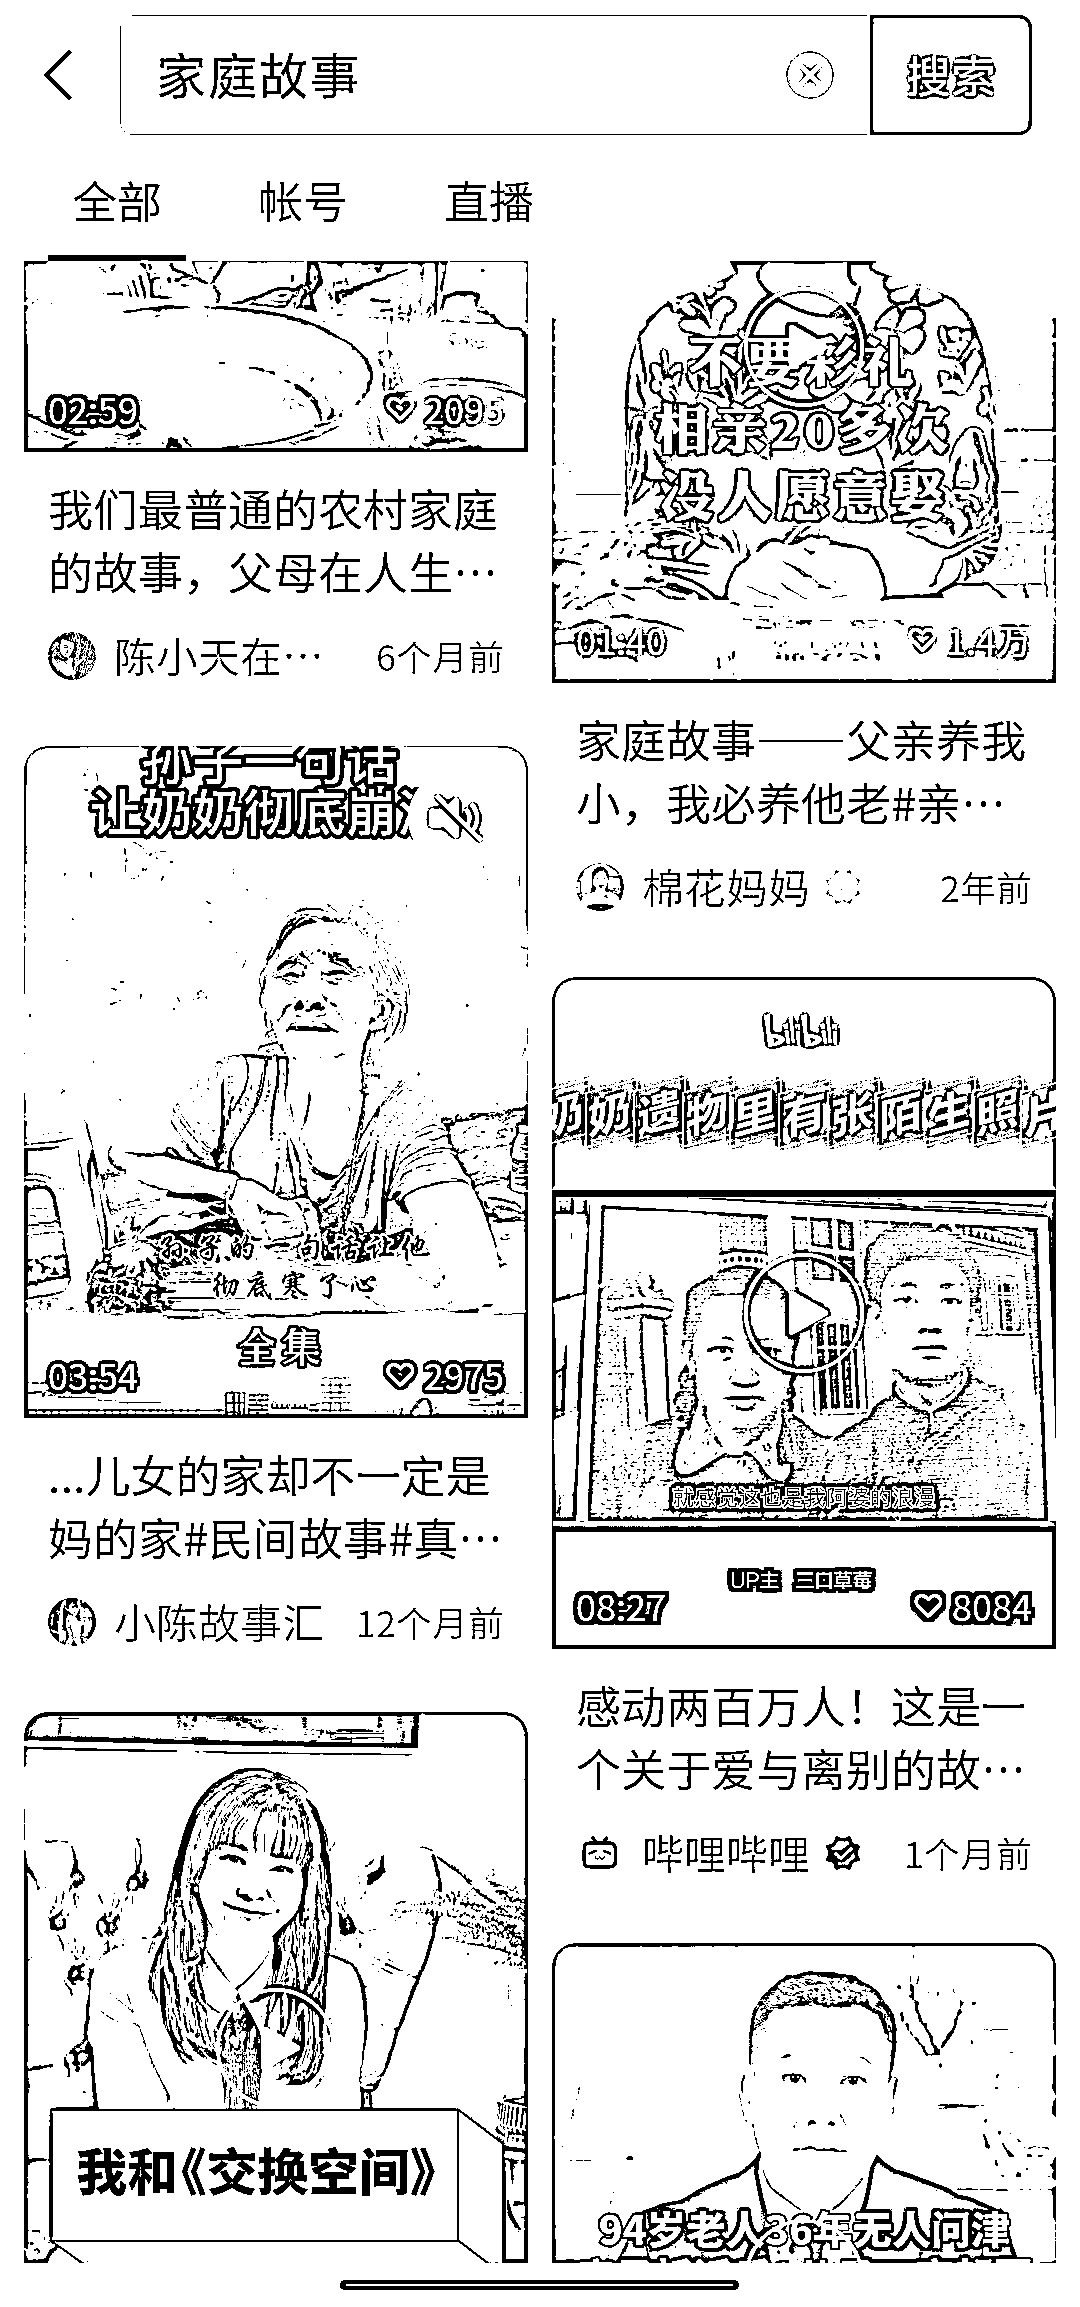 家庭故事
搜索
全部
帐号
直播
02:59
2095
我们最普通的农村家庭
的故事，父母在人生…
陈小天在…
6个月前
不要彩礼
相亲20多次
没人愿意娶
01:40
1.4万
家庭故事——父亲养我
小，我必养他老#亲…
棉花妈妈
2年前
孙子一句话
让奶奶彻底崩
孙子的一句话让他
彻底寒了心
全集
03:54
2975
...儿女的家却不一定是
妈的家#民间故事#真…
小陈故事汇
12个月前
bilibili
奶奶遗物里有张陌生照片
就感觉这也是我阿婆的浪漫
UP主 三口草莓
08:27
8084
感动两百万人！这是一
个关于爱与离别的故…
哔哩哔哩
1个月前
我和《交换空间》
94岁老人36年无人问津